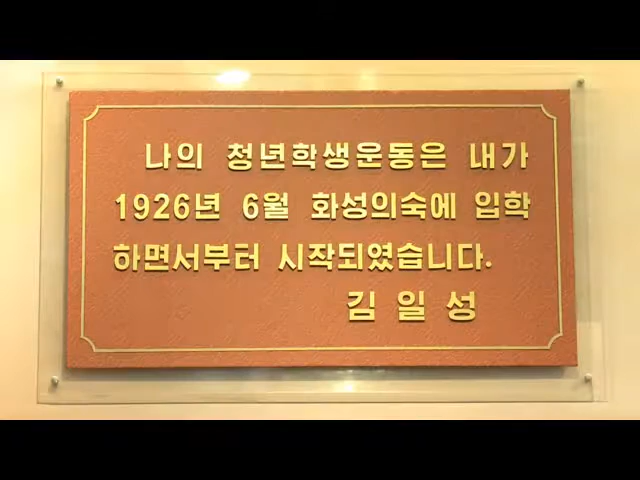 나의 청년학생운동은 내가
1926년 6월 화성의숙에 입학
하면서부터 시작되였습니다.
김일성